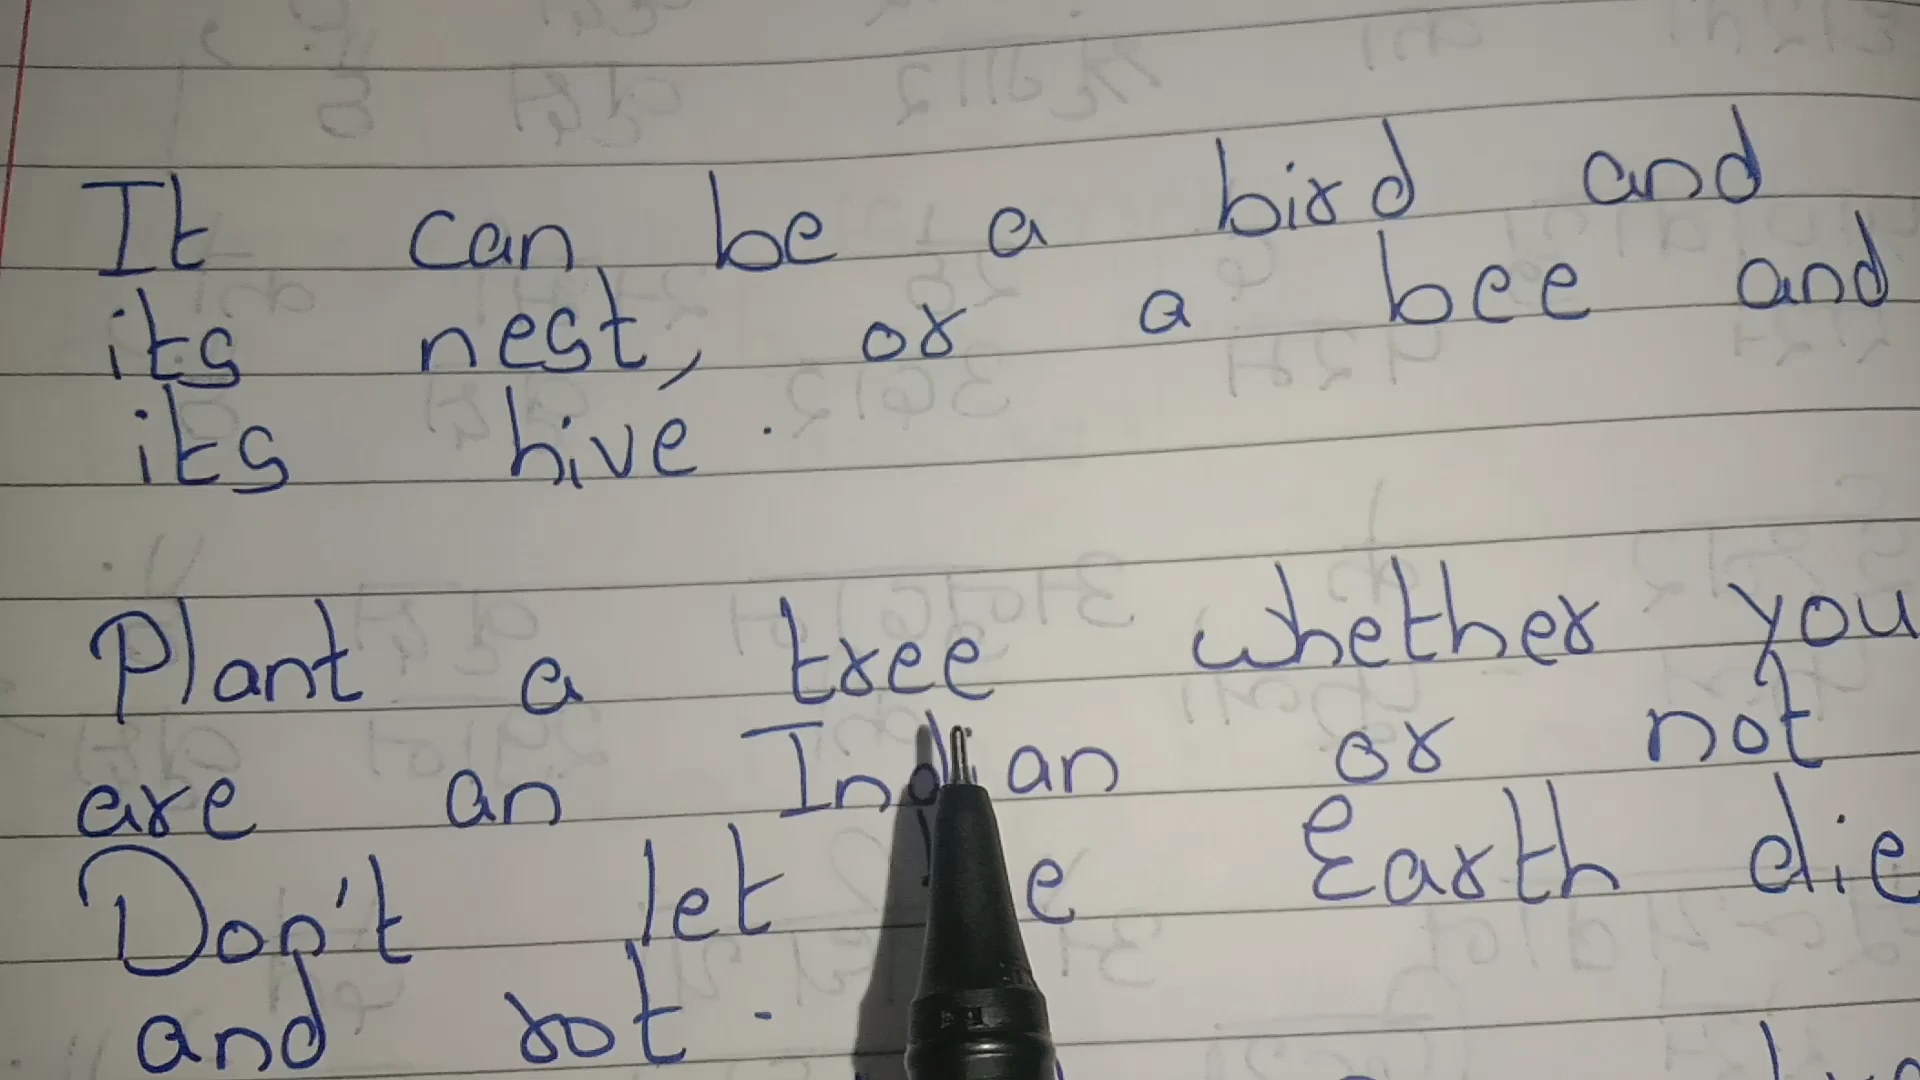 It can be a bird and
its nest, or a bee and
its hive.
Plant a tree whether you
are an Indian or not
Don't let e Earth die
and rot.